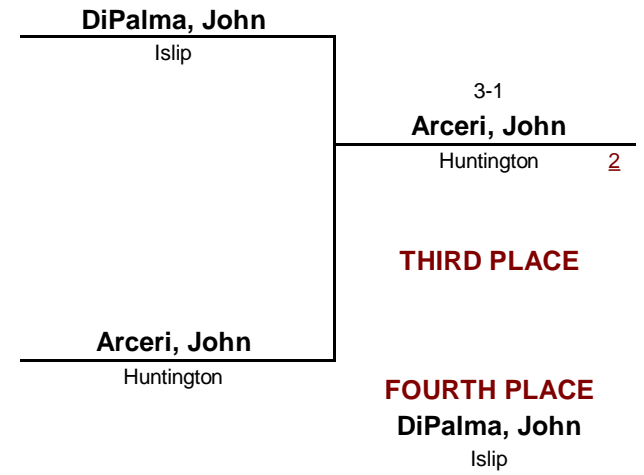 DiPalma, John
Islip
3-1
Arceri, John
Huntington 2
THIRD PLACE
Arceri, John
Huntington
FOURTH PLACE
DiPalma, John
Islip